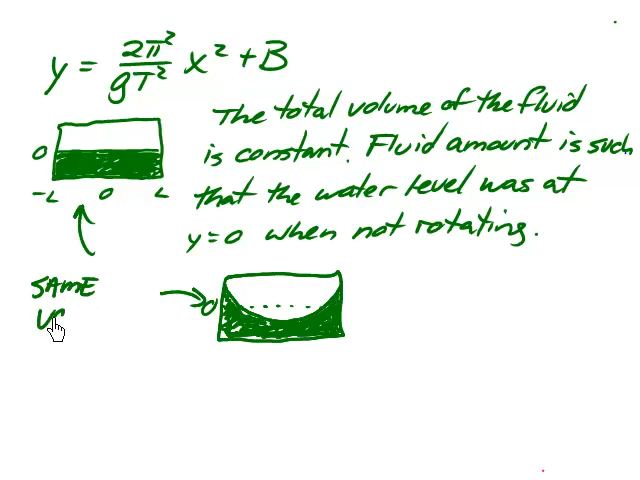 y = 2π²/gT² x² + B
The total volume of the fluid
is constant. Fluid amount is such
that the water level was at
y=0 when not rotating.
0
-L 0 L
SAME
VO
0